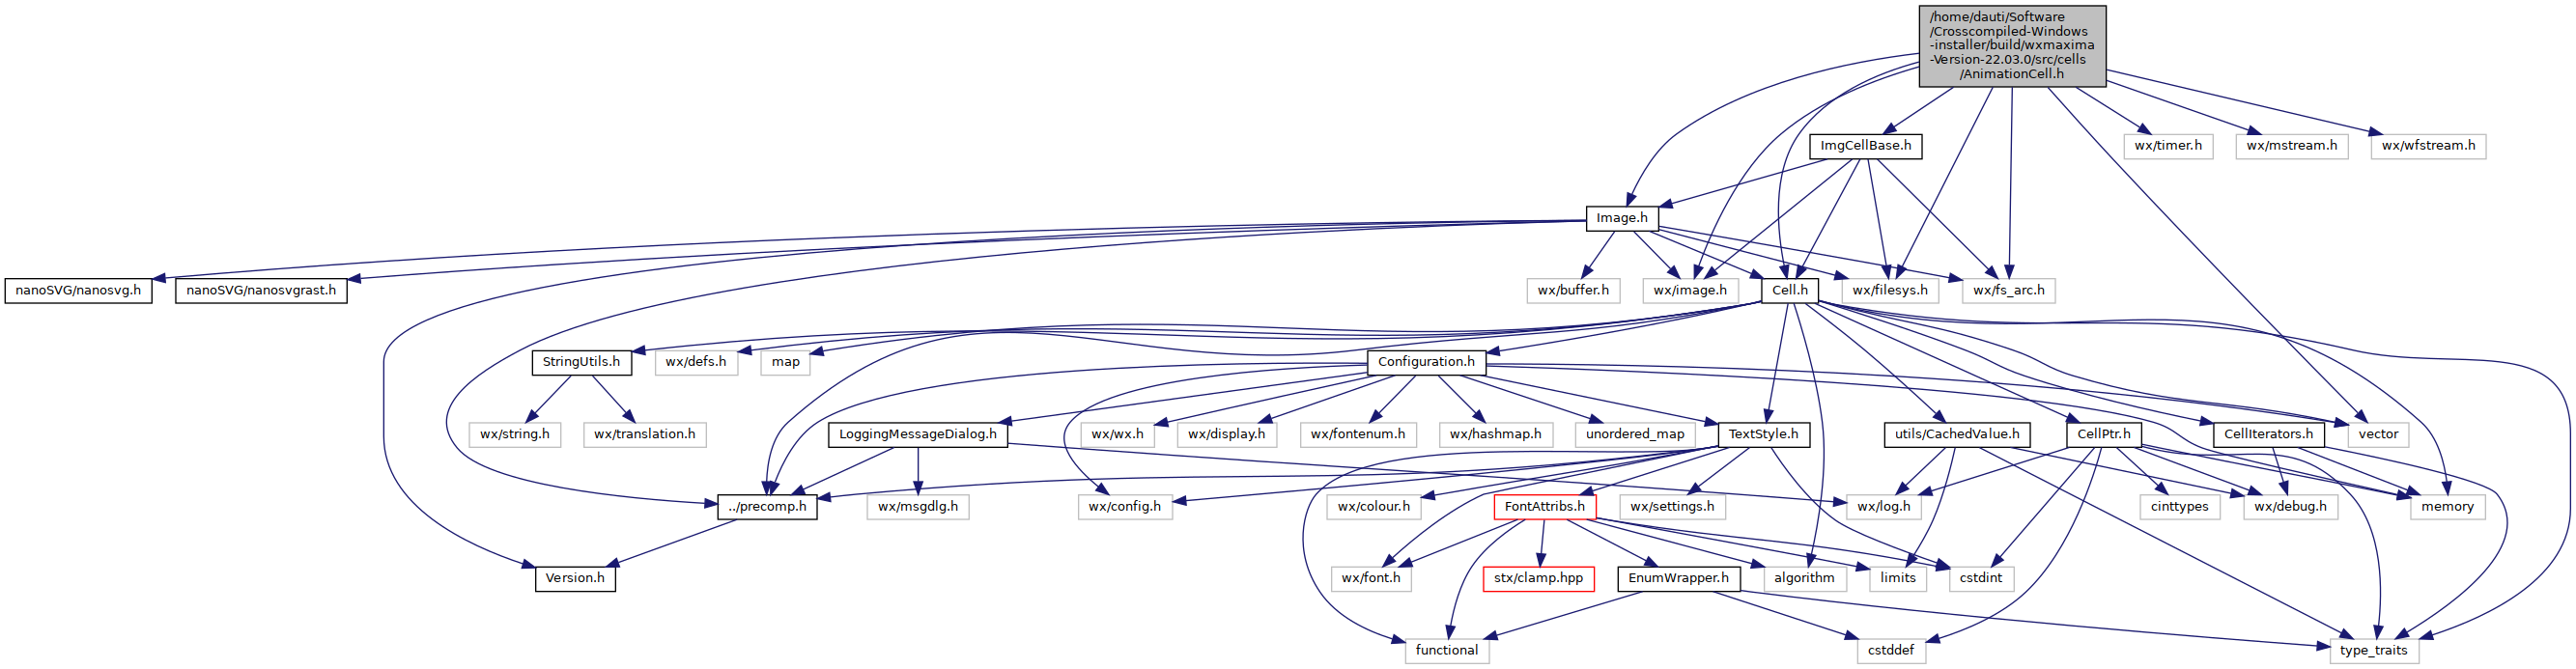 /home/dauti/Software
/Crosscompiled-Windows
-installer/build/wxmaxima
-Version-22.03.0/src/cells
/AnimationCell.h
ImgCellBase.h
wx/timer.h
wx/mstream.h
wx/wfstream.h
Image.h
nanoSVG/nanosvg.h
nanoSVG/nanosvgrast.h
wx/buffer.h
wx/image.h
Cell.h
wx/filesys.h
wx/fs_arc.h
StringUtils.h
wx/defs.h
map
Configuration.h
wx/string.h
wx/translation.h
LoggingMessageDialog.h
wx/wx.h
wx/display.h
wx/fontenum.h
wx/hashmap.h
unordered_map
TextStyle.h
utils/CachedValue.h
CellPtr.h
CellIterators.h
vector
../precomp.h
wx/msgdlg.h
wx/config.h
wx/colour.h
FontAttribs.h
wx/settings.h
wx/log.h
cinttypes
wx/debug.h
memory
Version.h
wx/font.h
stx/clamp.hpp
EnumWrapper.h
algorithm
limits
cstdint
functional
cstddef
type_traits